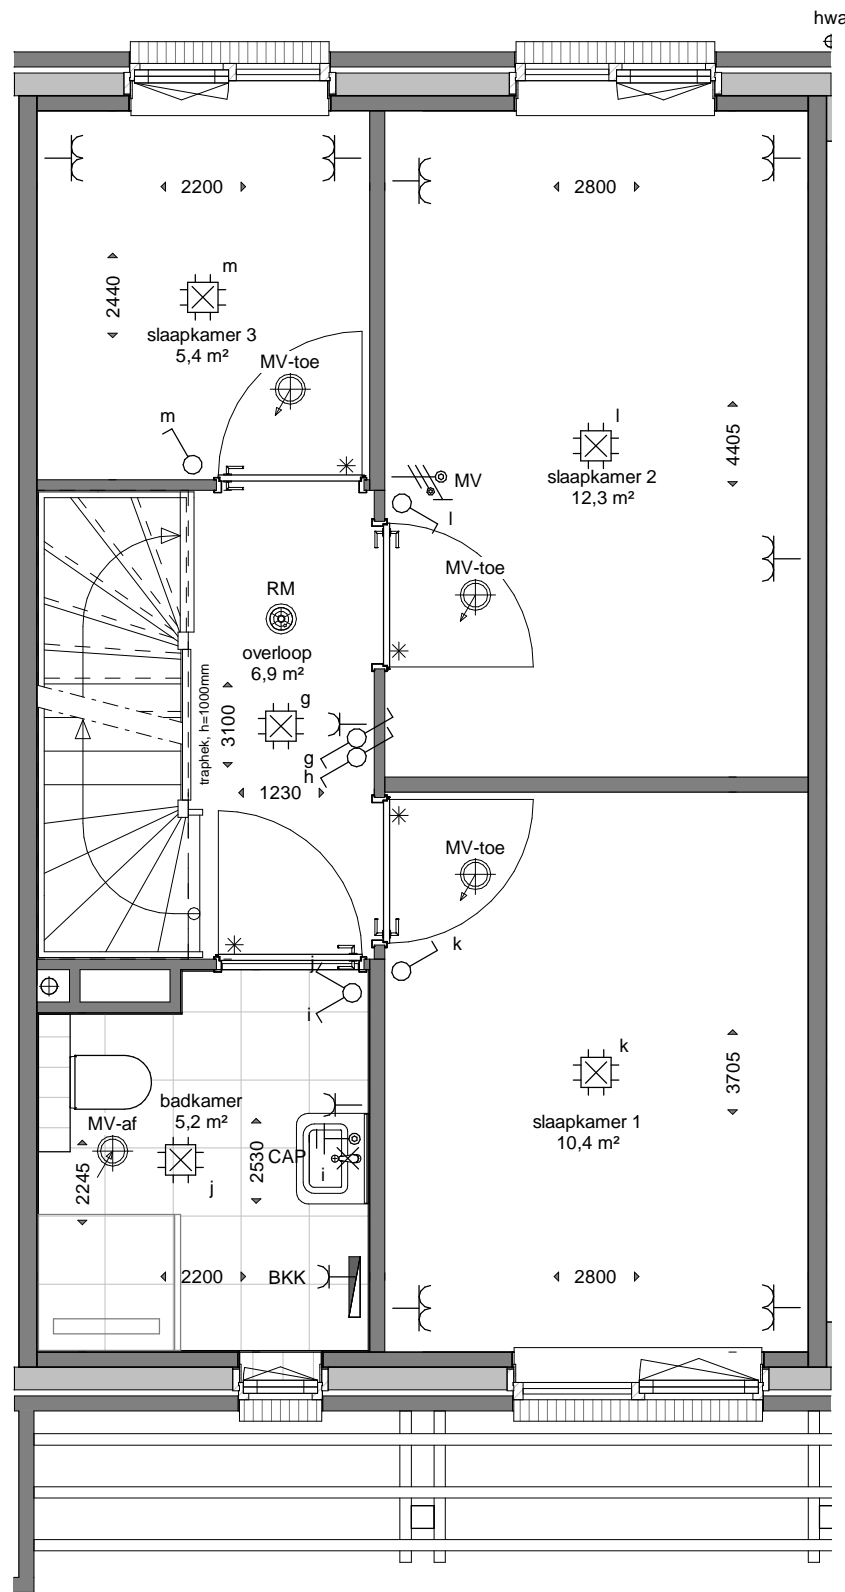 hwa
2200
2800
2440
m
slaapkamer 3
5,4 m²
MV-toe
m
l
slaapkamer 2
12,3 m²
4405
MV
l
MV-toe
RM
overloop
6,9 m²
g
traphek, h=1000mm
3100
g
h
1230
MV-toe
k
j
i
k
slaapkamer 1
10,4 m²
3705
badkamer
5,2 m²
MV-af
2245
j
2530
CAP
i
2200
BKK
2800